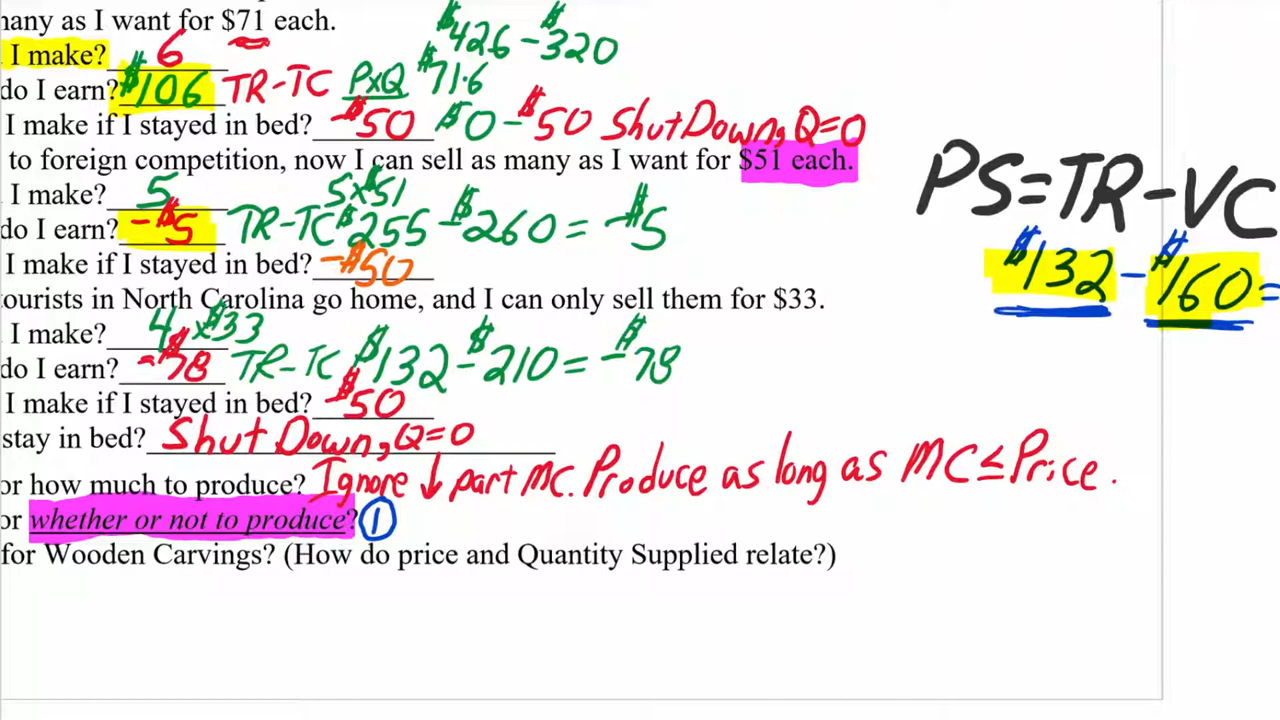 many as I want for $71 each.
$426 - $320
I make? 6
do I earn? $106 TR-TC PxQ $71·6
I make if I stayed in bed? -$50 $0 - $50 Shut Down, Q=0
to foreign competition, now I can sell as many as I want for $51 each.
I make? 5 5x$51
do I earn? -$5 TR-TC $255 - $260 = -$5
I make if I stayed in bed? -$50
tourists in North Carolina go home, and I can only sell them for $33.
I make? 4 x$33
do I earn? -$78 TR-TC $132 - $210 = -$78
I make if I stayed in bed? -$50
stay in bed? Shut Down, Q=0
or how much to produce? Ignore ↓ part MC. Produce as long as MC≤Price.
or whether or not to produce? 1
for Wooden Carvings? (How do price and Quantity Supplied relate?)
PS=TR-VC
$132 - $160 =